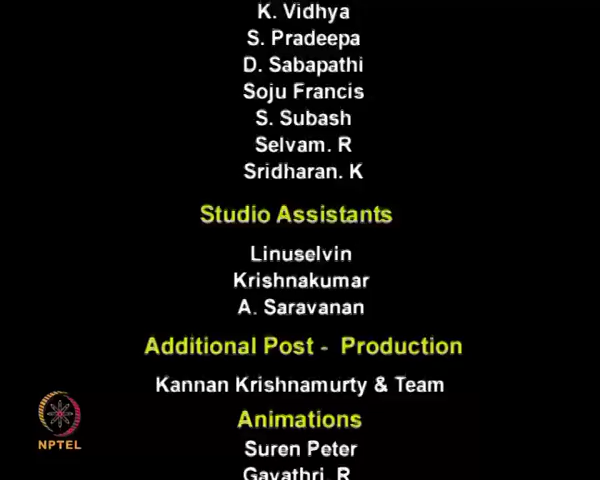 K. Vidhya
S. Pradeepa
D. Sabapathi
Soju Francis
S. Subash
Selvam. R
Sridharan. K
Studio Assistants
Linuselvin
Krishnakumar
A. Saravanan
Additional Post - Production
Kannan Krishnamurty & Team
Animations
Suren Peter
Gayathri. R
NPTEL